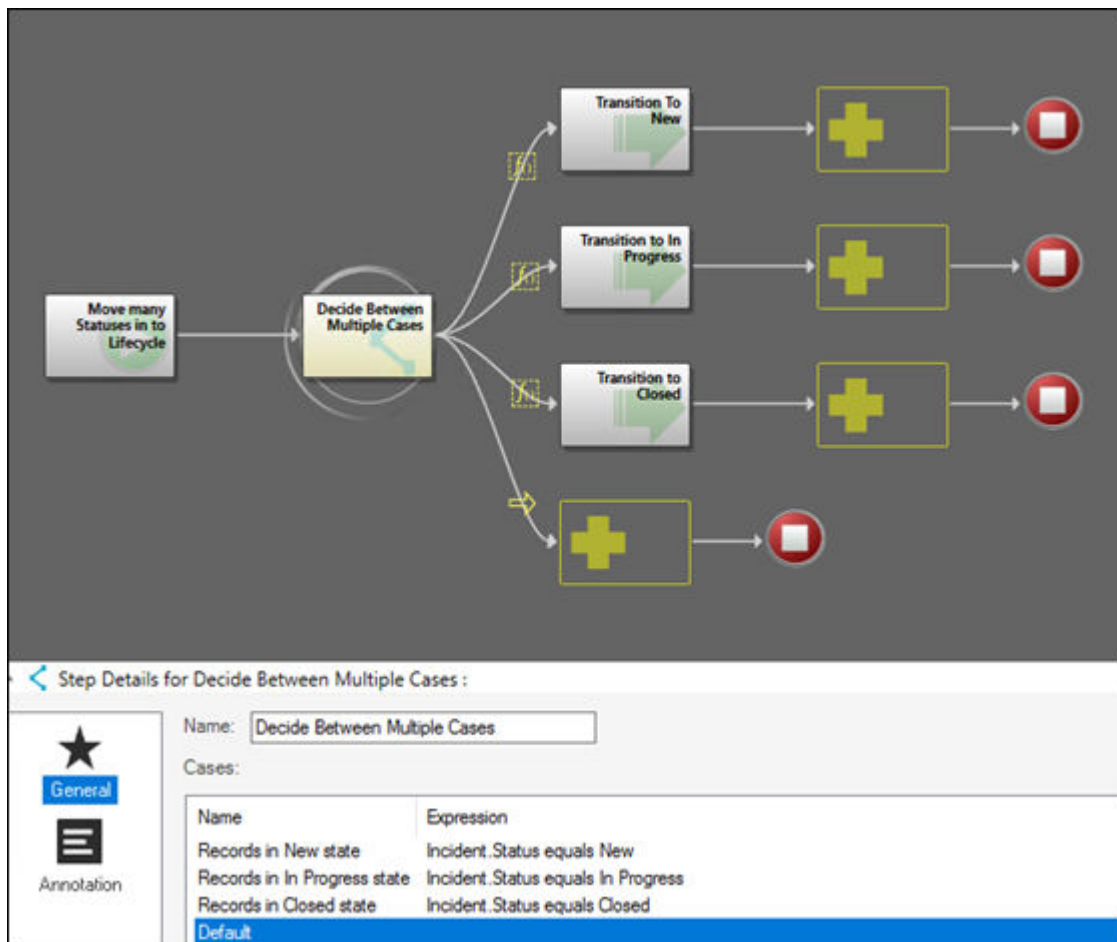 Transition To
New
Transition to In
Progress
Move many
Statuses in to
Lifecycle
Decide Between
Multiple Cases
Transition to
Closed
Step Details for Decide Between Multiple Cases :
Name: Decide Between Multiple Cases
Cases:
General
Annotation
Name Expression
Records in New state Incident.Status equals New
Records in In Progress state Incident.Status equals In Progress
Records in Closed state Incident.Status equals Closed
Default